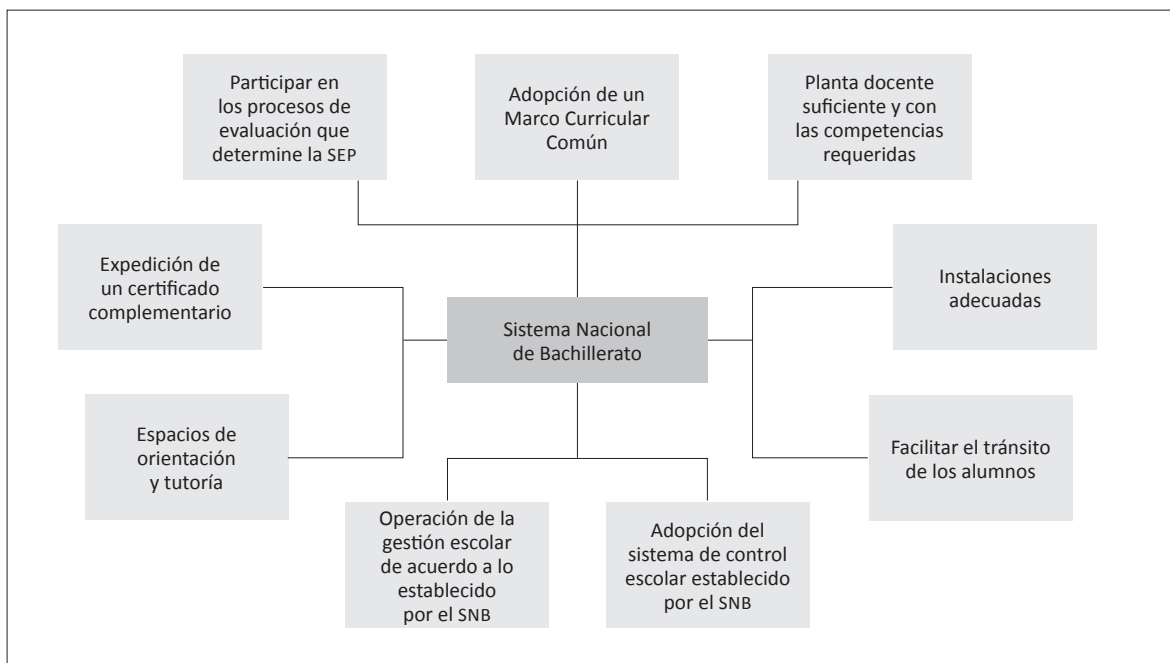 Participar en
los procesos de
evaluación que
determine la SEP
Adopción de un
Marco Curricular
Común
Planta docente
suficiente y con
las competencias
requeridas
Expedición de
un certificado
complementario
Sistema Nacional
de Bachillerato
Instalaciones
adecuadas
Espacios de
orientación
y tutoría
Facilitar el tránsito
de los alumnos
Operación de la
gestión escolar
de acuerdo a lo
establecido
por el SNB
Adopción del
sistema de control
escolar establecido
por el SNB